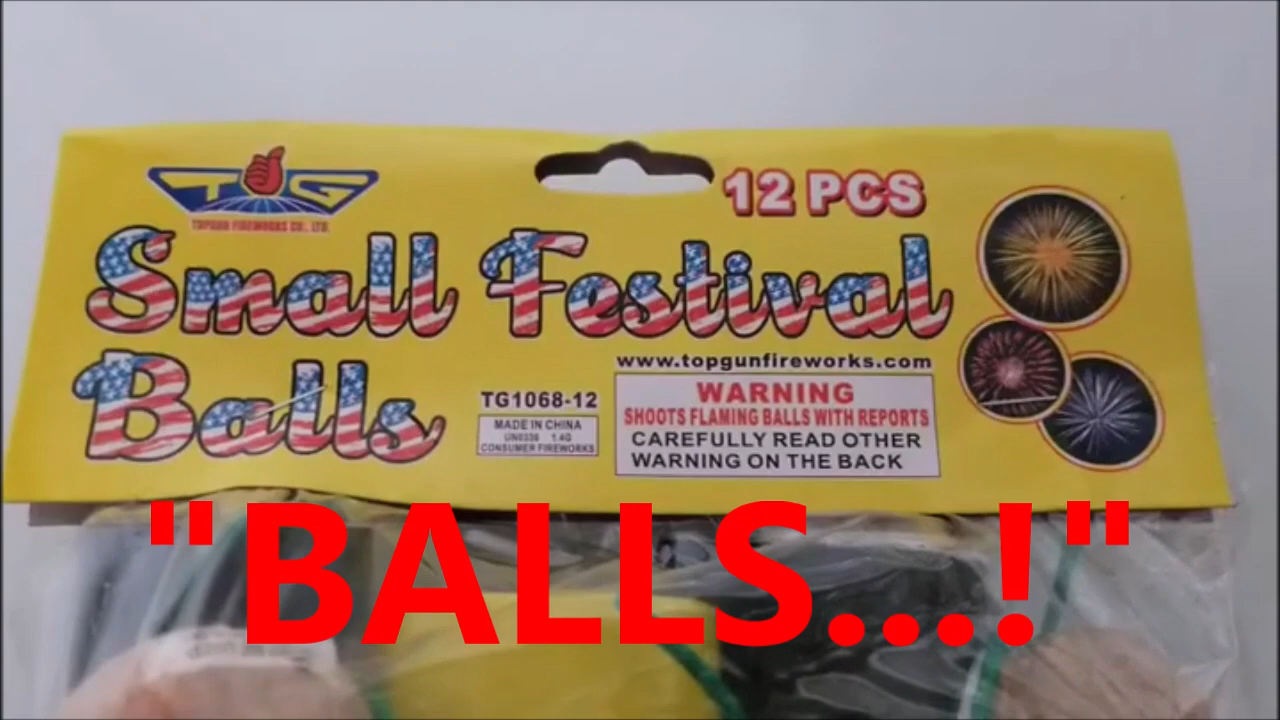 TG
TOPGUN FIREWORKS CO., LTD.
12 PCS
Small Festival
Balls
www.topgunfireworks.com
TG1068-12
MADE IN CHINA
UN0336 1.4G
CONSUMER FIREWORKS
WARNING
SHOOTS FLAMING BALLS WITH REPORTS
CAREFULLY READ OTHER
WARNING ON THE BACK
"BALLS...!"